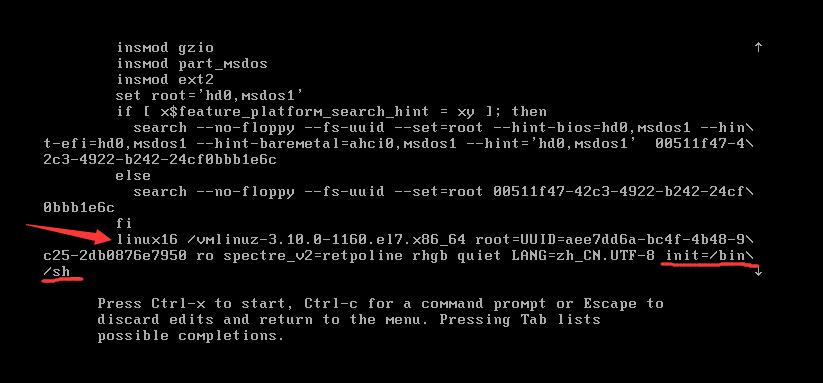 insmod gzio
insmod part_msdos
insmod ext2
set root='hd0,msdos1'
if [ x$feature_platform_search_hint = xy ]; then
search --no-floppy --fs-uuid --set=root --hint-bios=hd0,msdos1 --hin\
t-efi=hd0,msdos1 --hint-baremetal=ahci0,msdos1 --hint='hd0,msdos1'  00511f47-4\
2c3-4922-b242-24cf0bbb1e6c
else
search --no-floppy --fs-uuid --set=root 00511f47-42c3-4922-b242-24cf\
0bbb1e6c
fi
linux16 /vmlinuz-3.10.0-1160.el7.x86_64 root=UUID=aee7dd6a-bc4f-4b48-9\
c25-2db0876e7950 ro spectre_v2=retpoline rhgb quiet LANG=zh_CN.UTF-8 init=/bin\
/sh
Press Ctrl-x to start, Ctrl-c for a command prompt or Escape to
discard edits and return to the menu. Pressing Tab lists
possible completions.